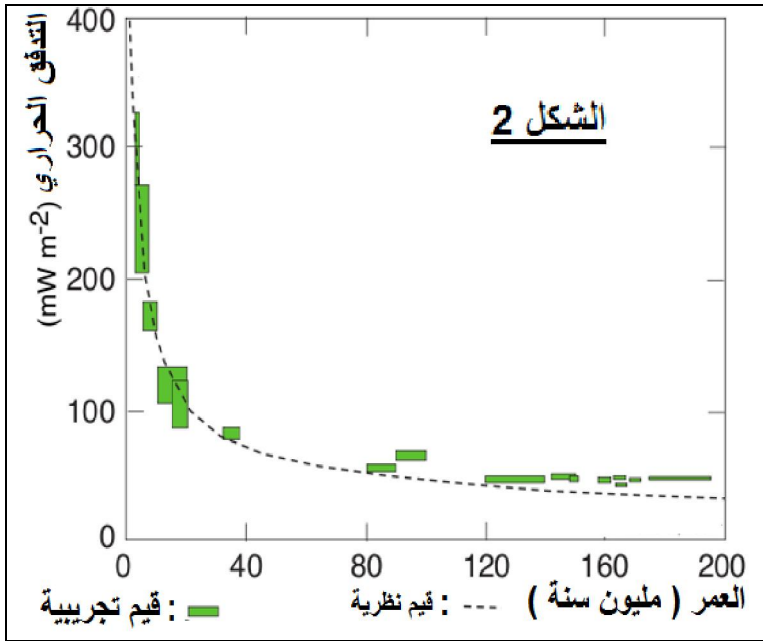 التدفق الحراري (mW m-2)
400
300
200
100
0
الشكل 2
0 40 80 120 160 200
العمر ( مليون سنة )
---- : قيم نظرية
: قيم تجريبية